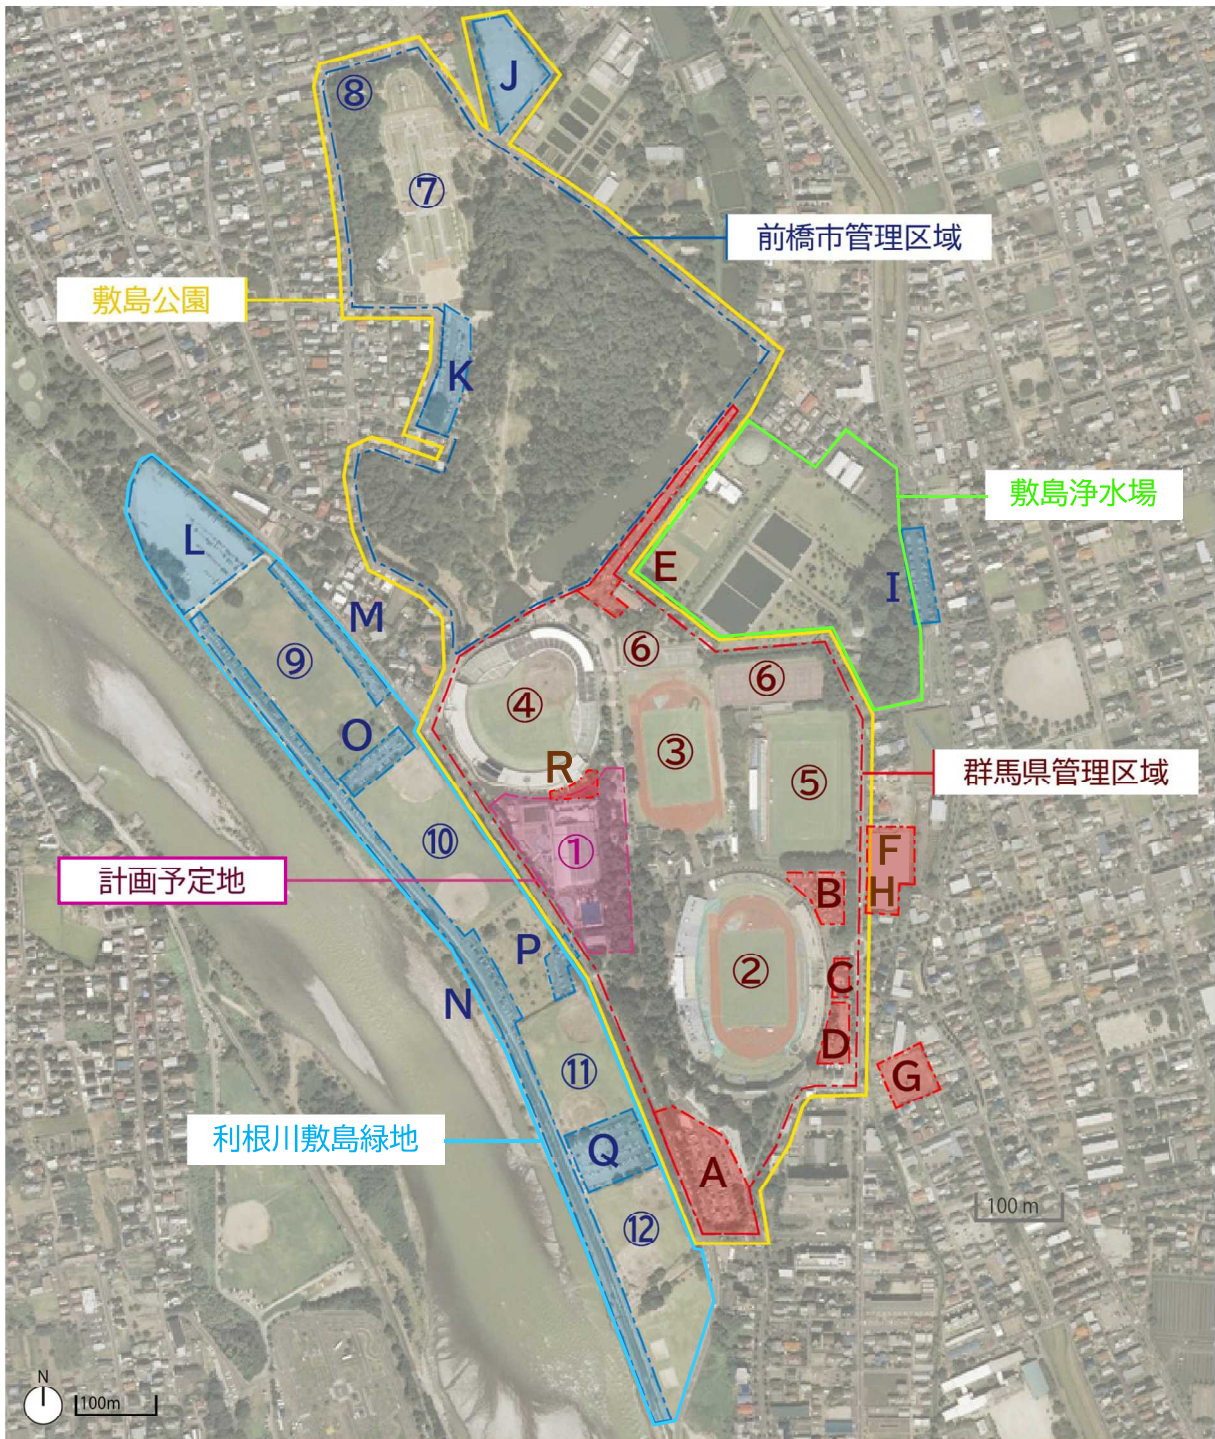 J
⑧
⑦
前橋市管理区域
敷島公園
K
敷島浄水場
L
E
I
M
⑥
⑨
⑥
④
O
③
R
群馬県管理区域
⑤
⑩
①
F
計画予定地
B
H
P
②
C
N
D
⑪
G
利根川敷島緑地
Q
A
100 m
⑫
N
100m